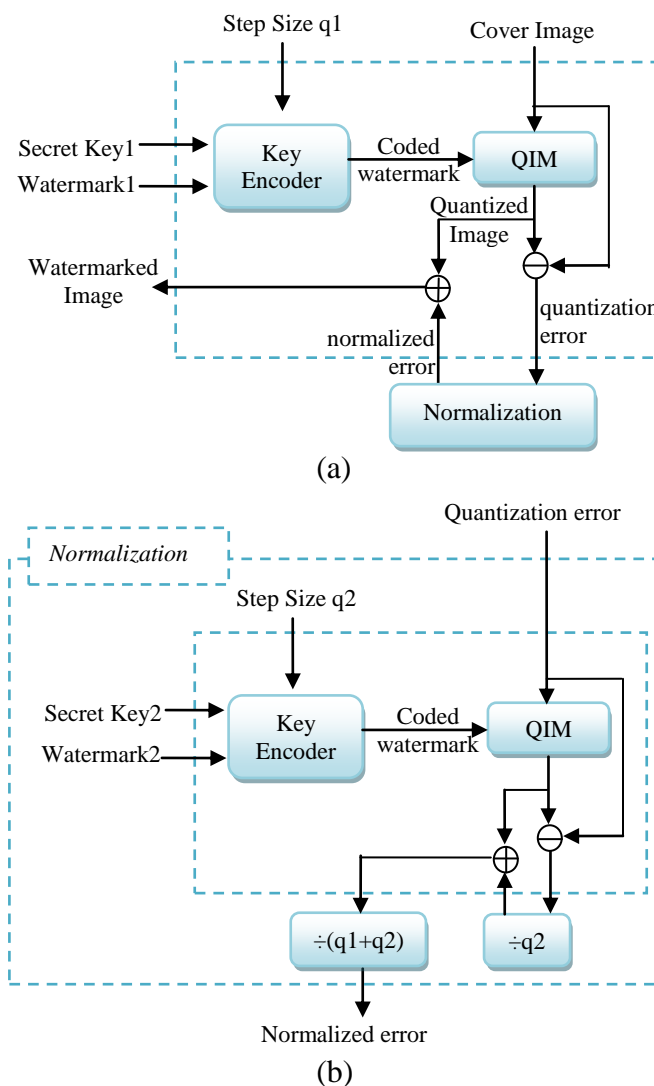 Step Size q1
Cover Image
Secret Key1
Watermark1
Key
Encoder
Coded
watermark
QIM
Quantized
Image
Watermarked
Image
quantization
error
normalized
error
Normalization
(a)
Quantization error
Normalization
Step Size q2
Secret Key2
Watermark2
Key
Encoder
Coded
watermark
QIM
÷(q1+q2)
÷q2
Normalized error
(b)